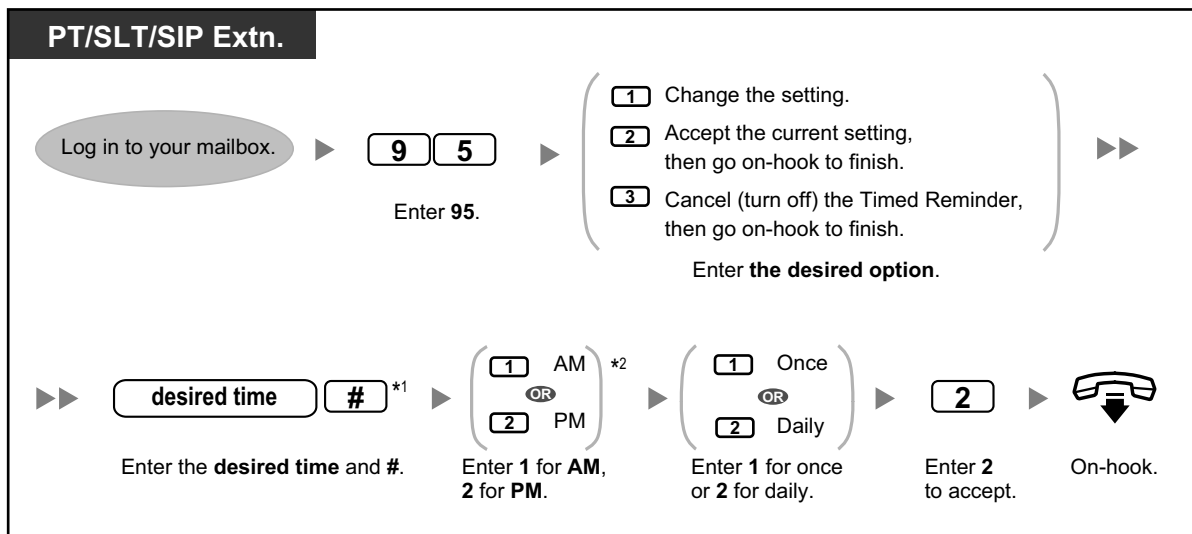 PT/SLT/SIP Extn.
Log in to your mailbox.
9 5
Enter 95.
1 Change the setting.
2 Accept the current setting,
then go on-hook to finish.
3 Cancel (turn off) the Timed Reminder,
then go on-hook to finish.
Enter the desired option.
desired time # *1
Enter the desired time and #.
1 AM *2
OR
2 PM
Enter 1 for AM,
2 for PM.
1 Once
OR
2 Daily
Enter 1 for once
or 2 for daily.
2
Enter 2
to accept.
On-hook.